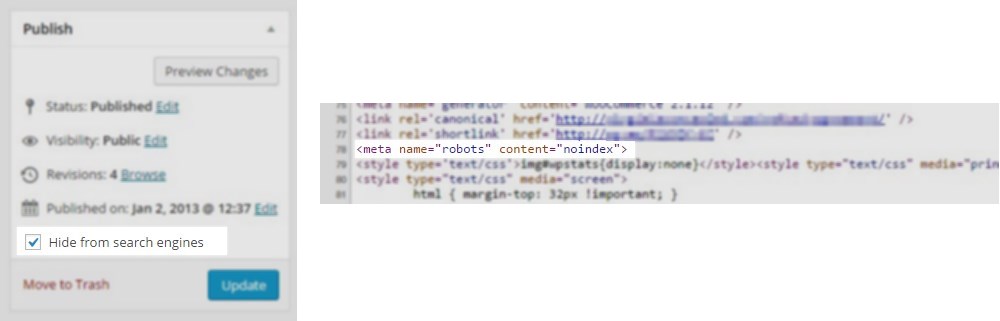 Publish
Preview Changes
Status: Published Edit
Visibility: Public Edit
Revisions: 4 Browse
Published on: Jan 2, 2013 @ 12:37 Edit
Hide from search engines
Move to Trash
Update
75 <meta name="generator" content="WooCommerce 2.1.12" />
76 <link rel='canonical' href='http:// />
77 <link rel='shortlink' href='http:// />
78 <meta name="robots" content="noindex">
79 <style type='text/css'>img#wpstats{display:none}</style><style type="text/css" media="prin
80 <style type="text/css" media="screen">
81 html { margin-top: 32px !important; }